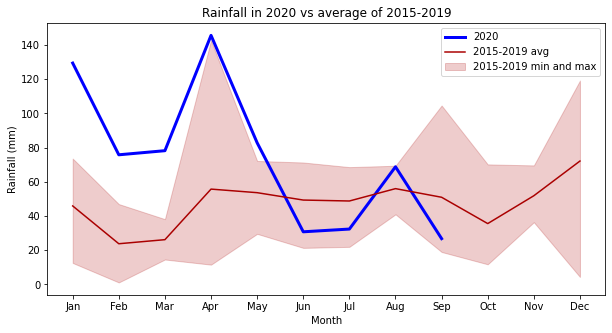 Rainfall in 2020 vs average of 2015-2019
2020
2015-2019 avg
2015-2019 min and max
Rainfall (mm)
140
120
100
80
60
40
20
0
Jan Feb Mar Apr May Jun Jul Aug Sep Oct Nov Dec
Month